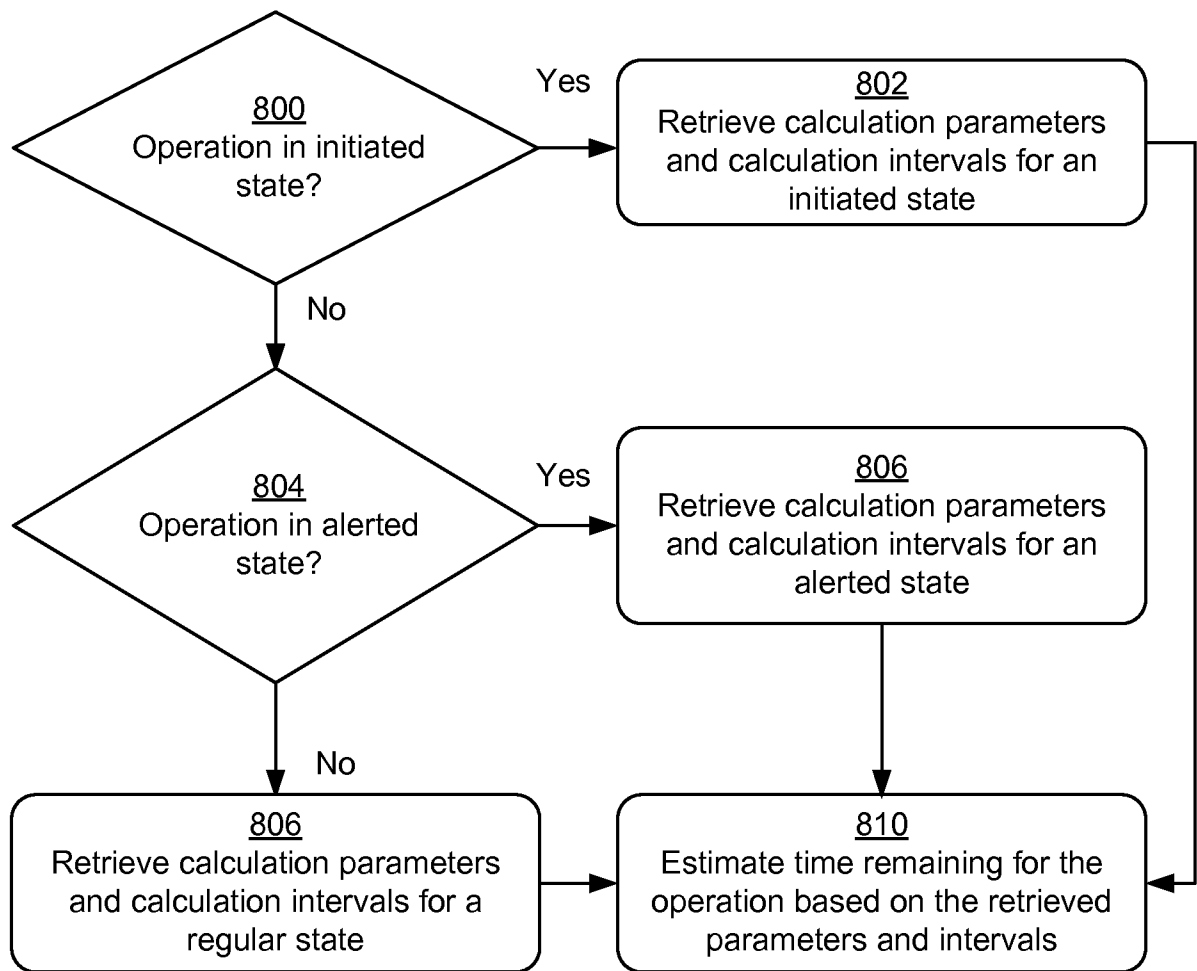 800
Operation in initiated
state?
Yes
802
Retrieve calculation parameters
and calculation intervals for an
initiated state
No
804
Operation in alerted
state?
Yes
806
Retrieve calculation parameters
and calculation intervals for an
alerted state
No
806
Retrieve calculation parameters
and calculation intervals for a
regular state
810
Estimate time remaining for the
operation based on the retrieved
parameters and intervals